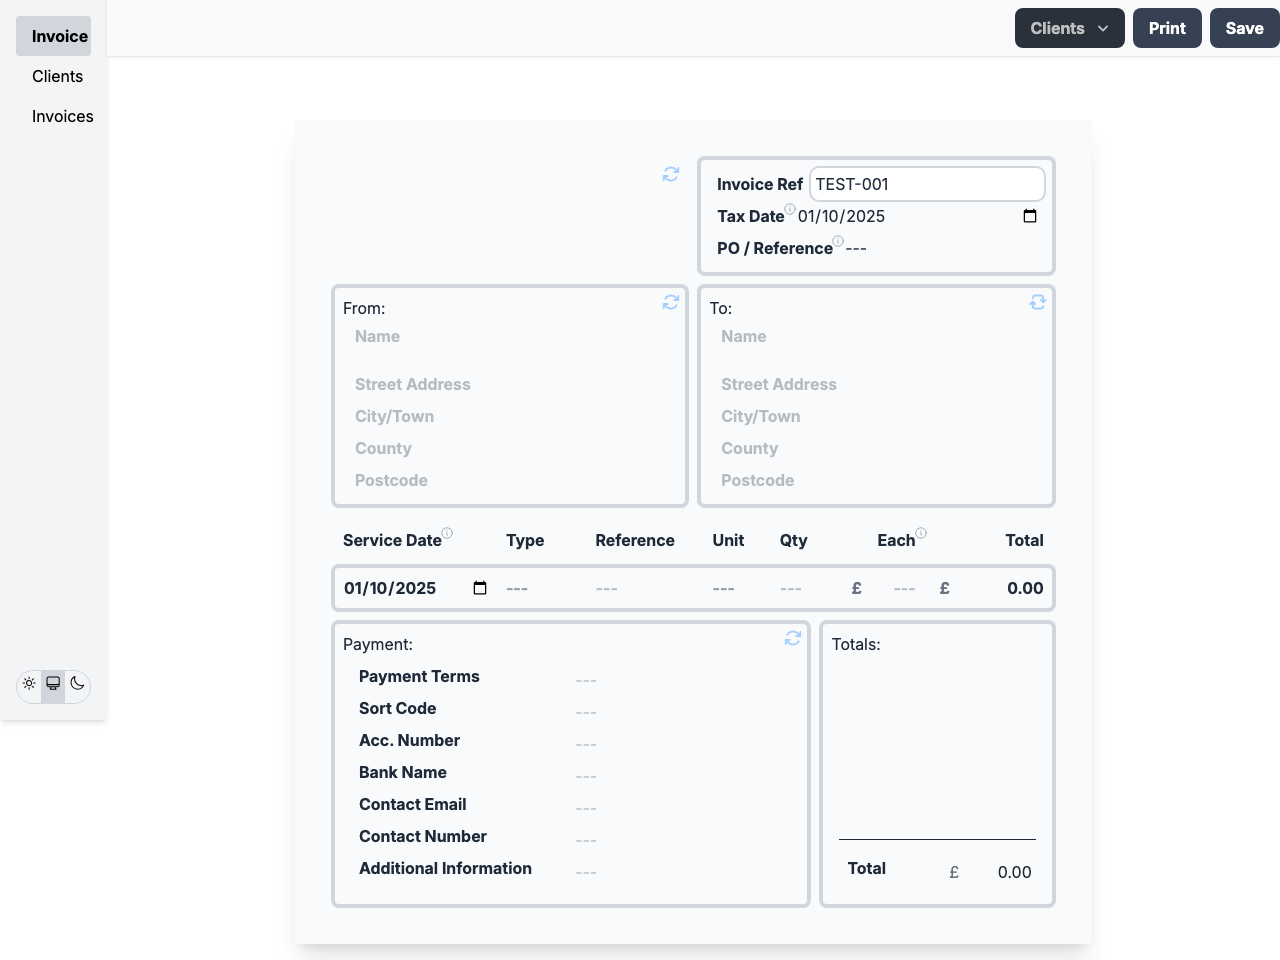 Invoice
Clients
Invoices
Clients
Print
Save
Invoice Ref TEST-001
Tax Date 01/10/2025
PO / Reference ---
From:
Name
Street Address
City/Town
County
Postcode
To:
Name
Street Address
City/Town
County
Postcode
Service Date Type Reference Unit Qty Each Total
01/10/2025 --- --- --- --- £ --- £ 0.00
Payment:
Payment Terms ---
Sort Code ---
Acc. Number ---
Bank Name ---
Contact Email ---
Contact Number ---
Additional Information ---
Totals:
Total £ 0.00